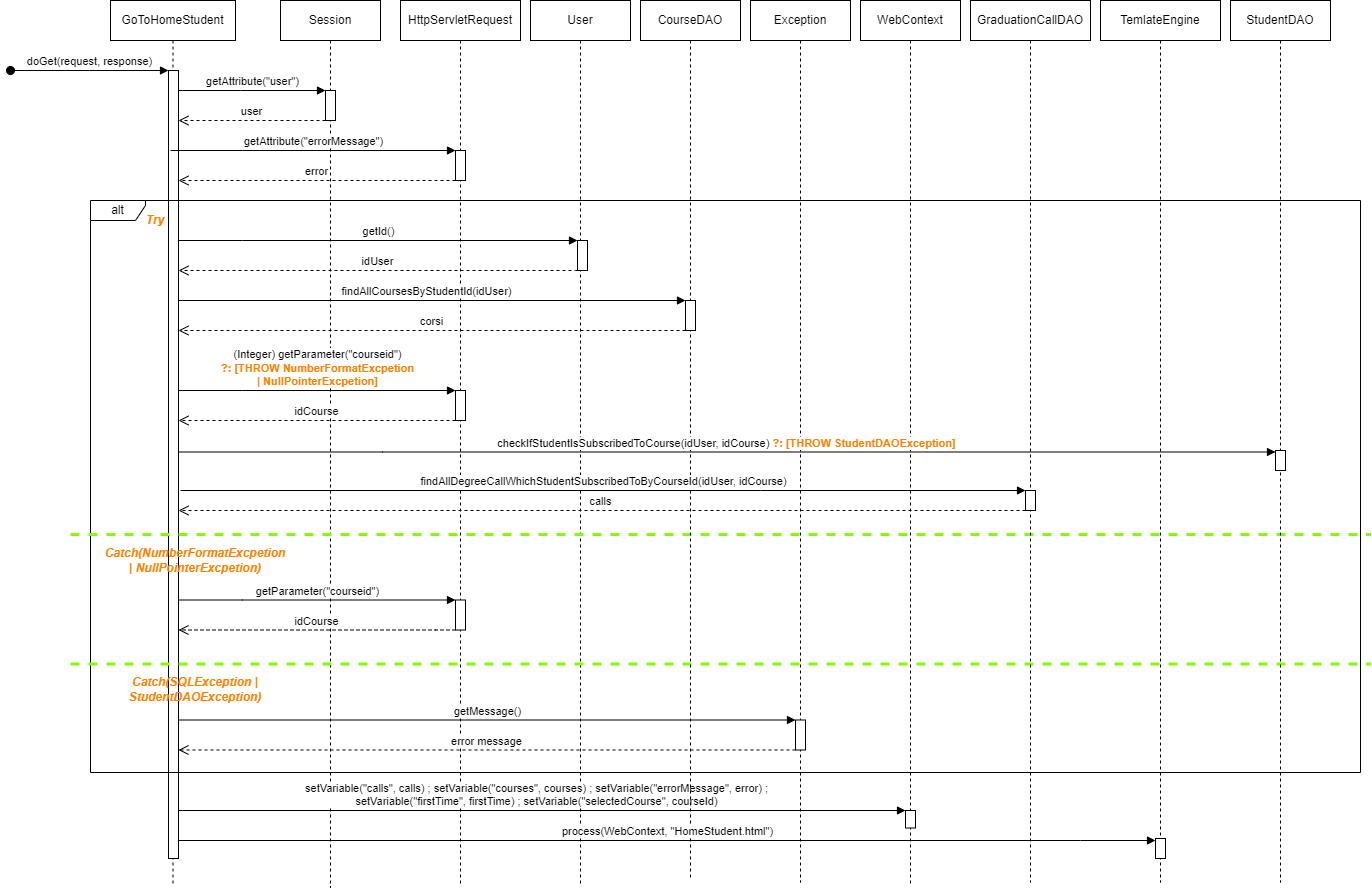 GoToHomeStudent
Session
HttpServletRequest
User
CourseDAO
Exception
WebContext
GraduationCallDAO
TemlateEngine
StudentDAO
doGet(request, response)
getAttribute("user")
user
getAttribute("errorMessage")
error
alt
Try
getId()
idUser
findAllCoursesByStudentId(idUser)
corsi
(Integer) getParameter("courseid")
?: [THROW NumberFormatExcpetion
| NullPointerExcpetion]
idCourse
checkIfStudentIsSubscribedToCourse(idUser, idCourse) ?: [THROW StudentDAOException]
findAllDegreeCallWhichStudentSubscribedToByCourseId(idUser, idCourse)
calls
Catch(NumberFormatExcpetion
| NullPointerExcpetion)
getParameter("courseid")
idCourse
Catch(SQLException |
StudentDAOException)
getMessage()
error message
setVariable("calls", calls) ; setVariable("courses", courses) ; setVariable("errorMessage", error) ;
setVariable("firstTime", firstTime) ; setVariable("selectedCourse", courseId)
process(WebContext, "HomeStudent.html")